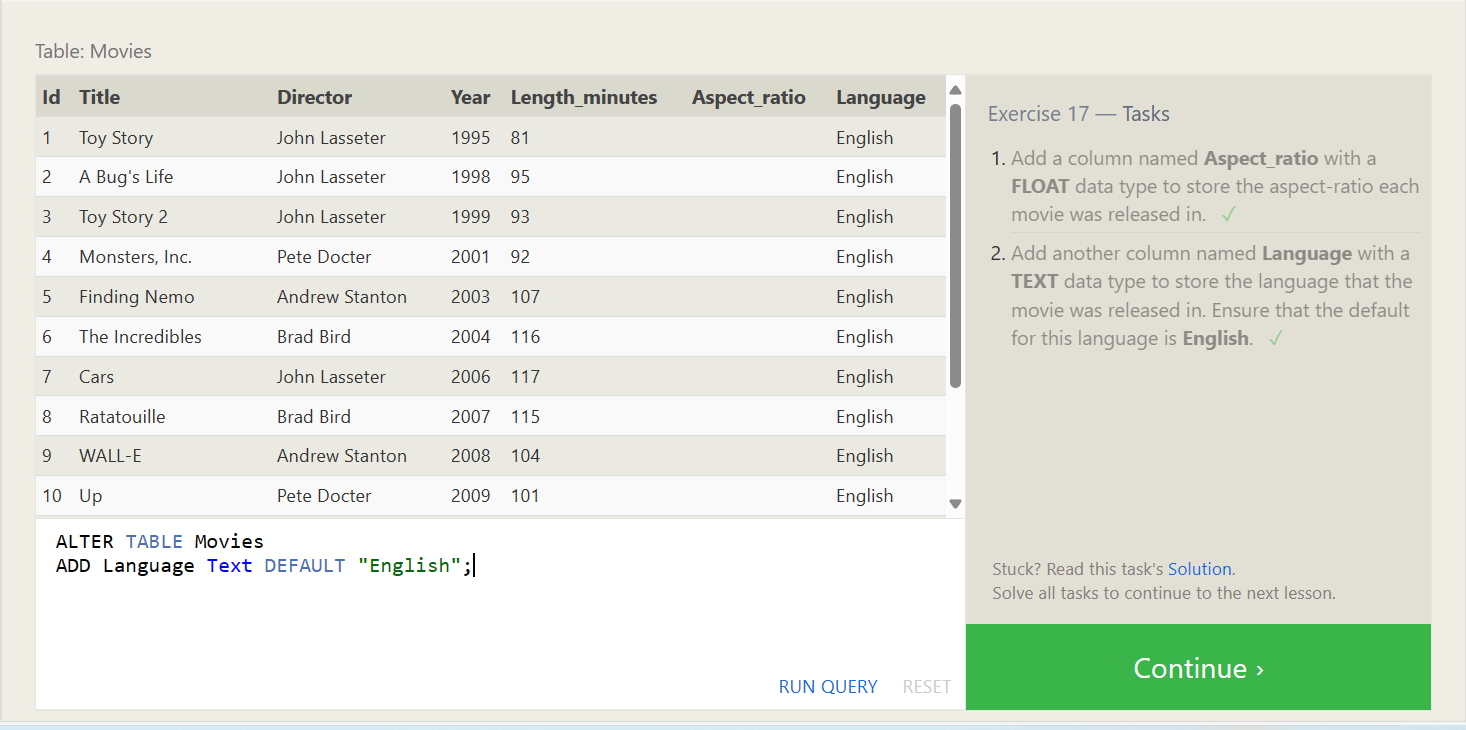 Table: Movies
Id Title Director Year Length_minutes Aspect_ratio Language
1 Toy Story John Lasseter 1995 81 English
2 A Bug's Life John Lasseter 1998 95 English
3 Toy Story 2 John Lasseter 1999 93 English
4 Monsters, Inc. Pete Docter 2001 92 English
5 Finding Nemo Andrew Stanton 2003 107 English
6 The Incredibles Brad Bird 2004 116 English
7 Cars John Lasseter 2006 117 English
8 Ratatouille Brad Bird 2007 115 English
9 WALL-E Andrew Stanton 2008 104 English
10 Up Pete Docter 2009 101 English
ALTER TABLE Movies
ADD Language Text DEFAULT "English";
RUN QUERY RESET
Exercise 17 — Tasks
1. Add a column named Aspect_ratio with a
FLOAT data type to store the aspect-ratio each
movie was released in. ✓
2. Add another column named Language with a
TEXT data type to store the language that the
movie was released in. Ensure that the default
for this language is English. ✓
Stuck? Read this task's Solution.
Solve all tasks to continue to the next lesson.
Continue ›